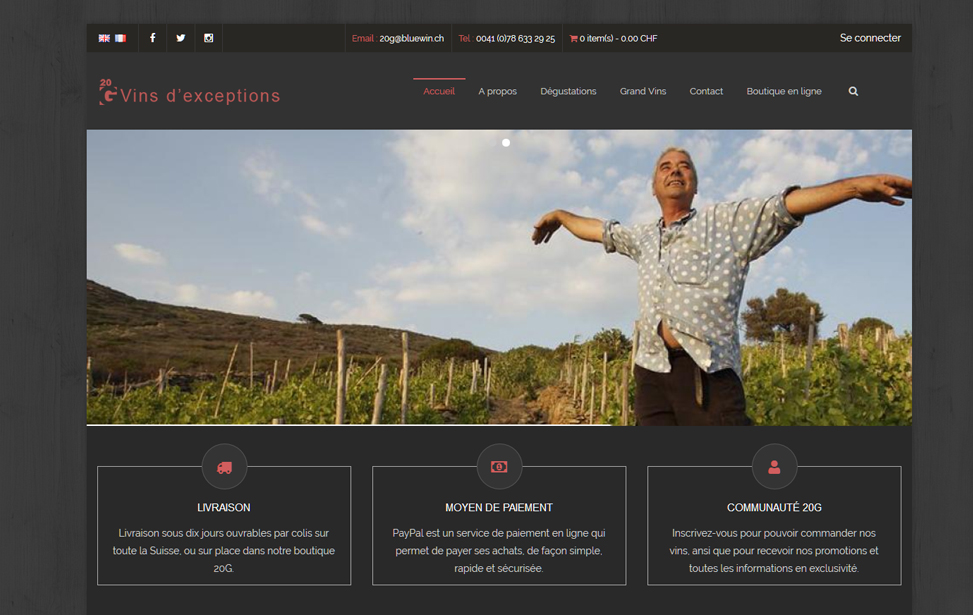 Email : 20g@bluewin.ch
Tel : 0041 (0)78 633 29 25
0 item(s) - 0.00 CHF
Se connecter
20
G Vins d'exceptions
Accueil
A propos
Dégustations
Grand Vins
Contact
Boutique en ligne
LIVRAISON
Livraison sous dix jours ouvrables par colis sur
toute la Suisse, ou sur place dans notre boutique
20G.
MOYEN DE PAIEMENT
PayPal est un service de paiement en ligne qui
permet de payer ses achats, de façon simple,
rapide et sécurisée.
COMMUNAUTÉ 20G
Inscrivez-vous pour pouvoir commander nos
vins, ansi que pour recevoir nos promotions et
toutes les informations en exclusivité.